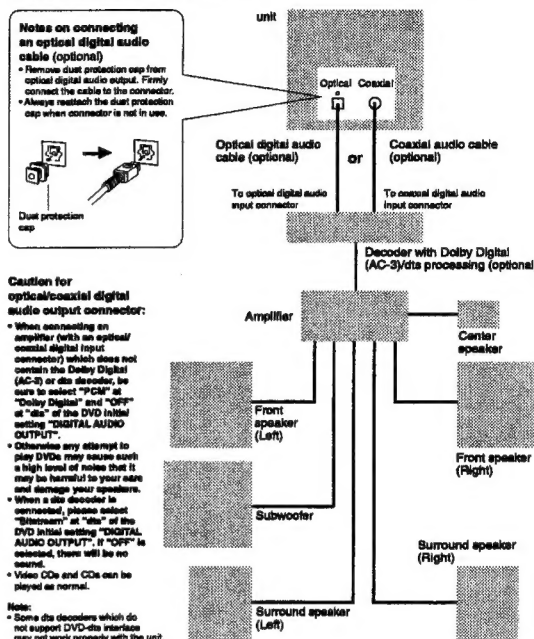 Notes on connecting
an optical digital audio
cable (optional)
• Remove dust protection cap from
optical digital audio output. Firmly
connect the cable to the connector.
• Always reattach the dust protection
cap when connector is not in use.
Dust protection
cap
unit
Optical Coaxial
Optical digital audio
cable (optional)
or
Coaxial audio cable
(optional)
To optical digital audio
input connector
To coaxial digital audio
input connector
Decoder with Dolby Digital
(AC-3)/dts processing (optional
Caution for
optical/coaxial digital
audio output connector:
• When connecting an
amplifier (with an optical/
coaxial digital input
connector) which does not
contain the Dolby Digital
(AC-3) or dts decoder, be
sure to select "PCM" at
"Dolby Digital" and "OFF"
at "dts" of the DVD initial
setting "DIGITAL AUDIO
OUTPUT".
• Otherwise any attempt to
play DVDs may cause such
a high level of noise that it
may be harmful to your ears
and damage your speakers.
• When a dts decoder is
connected, please select
"Bitstream" at "dts" of the
DVD initial setting "DIGITAL
AUDIO OUTPUT". If "OFF" is
selected, there will be no
sound.
• Video CDs and CDs can be
played as normal.
Note:
• Some dts decoders which do
not support DVD-dts interface
may not work properly with the unit
Amplifier
Center
speaker
Front
speaker
(Left)
Front speaker
(Right)
Subwoofer
Surround speaker
(Right)
Surround speaker
(Left)